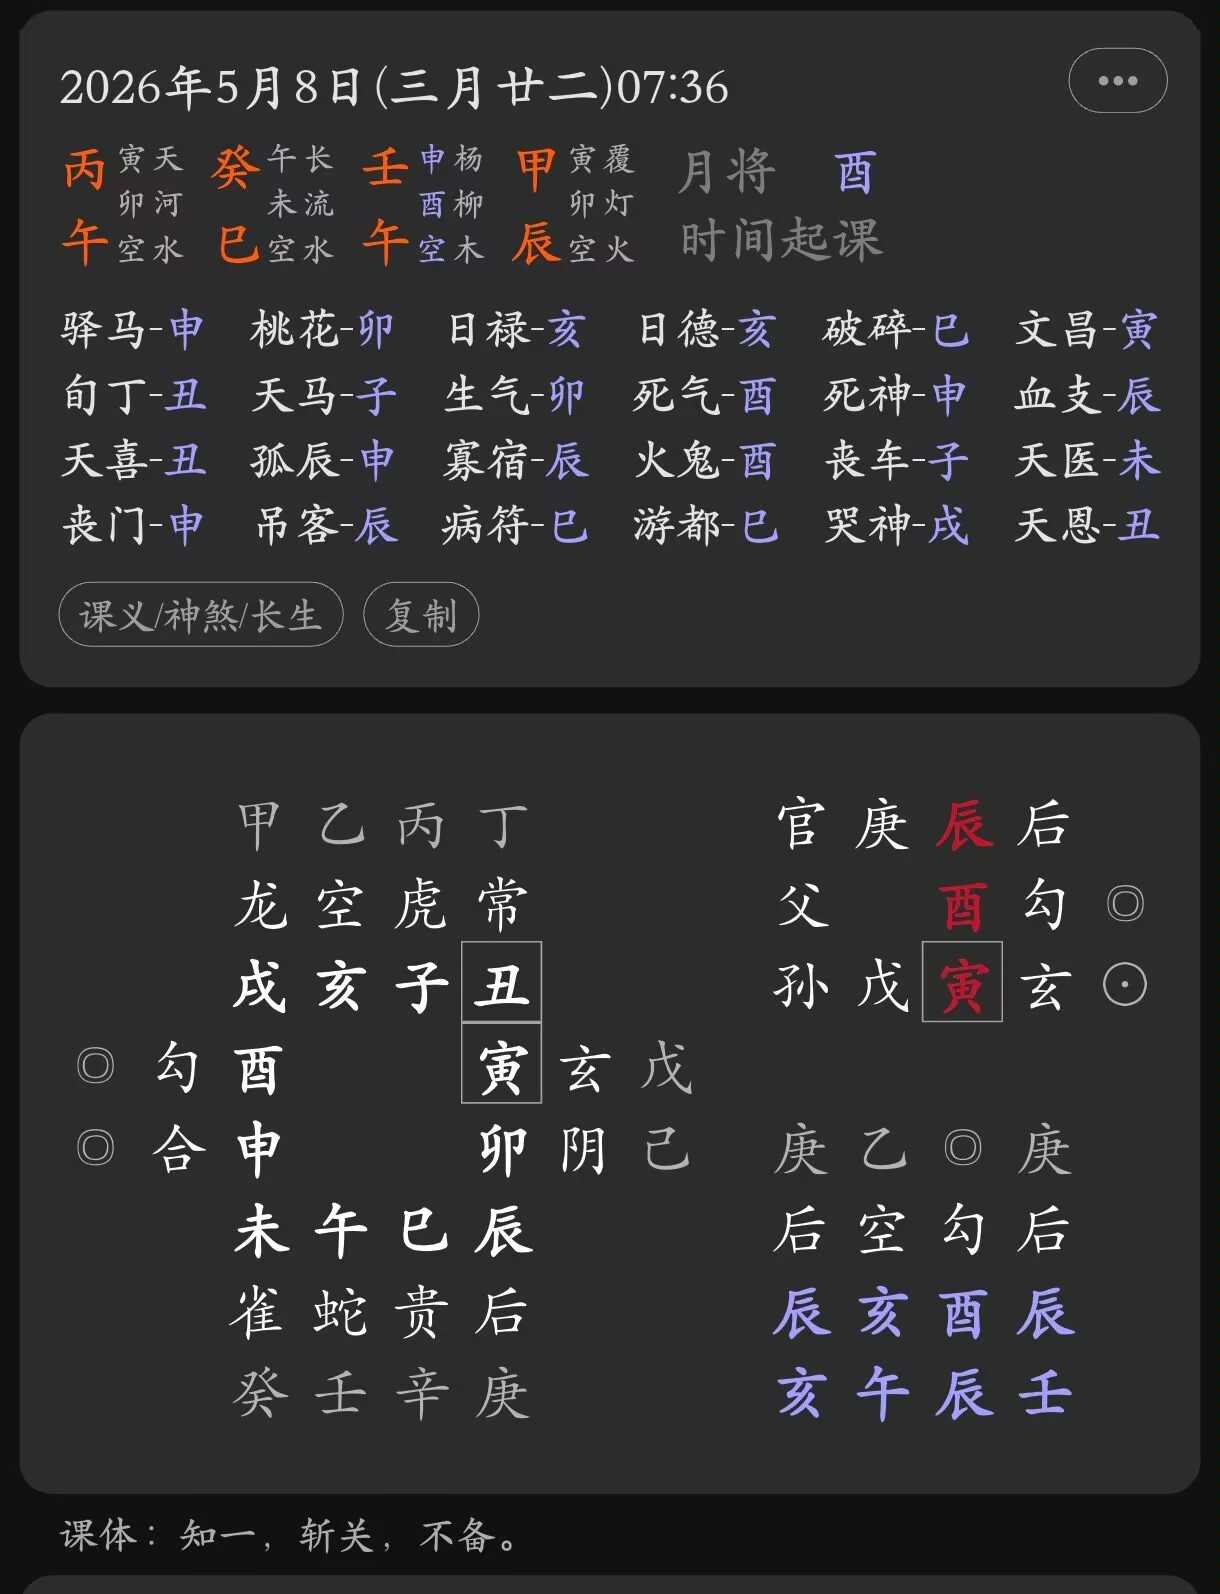 2026年5月8日(三月廿二)07:36
丙 寅天 癸 午长 壬 申杨 甲 寅覆 月将 酉
卯河 未流 酉柳 卯灯
午 空水 巳 空水 午 空木 辰 空火 时间起课
驿马-申 桃花-卯 日禄-亥 日德-亥 破碎-巳 文昌-寅
旬丁-丑 天马-子 生气-卯 死气-酉 死神-申 血支-辰
天喜-丑 孤辰-申 寡宿-辰 火鬼-酉 丧车-子 天医-未
丧门-申 吊客-辰 病符-巳 游都-巳 哭神-戌 天恩-丑
课义/神煞/长生 复制
甲 乙 丙 丁 官 庚 辰 后
龙 空 虎 常 父 酉 勾 ◎
戌 亥 子 丑 孙 戊 寅 玄 ⊙
◎ 勾 酉 寅 玄 戊
◎ 合 申 卯 阴 己 庚 乙 ◎ 庚
未 午 巳 辰 后 空 勾 后
雀 蛇 贵 后 辰 亥 酉 辰
癸 壬 辛 庚 亥 午 辰 壬
课体：知一，斩关，不备。